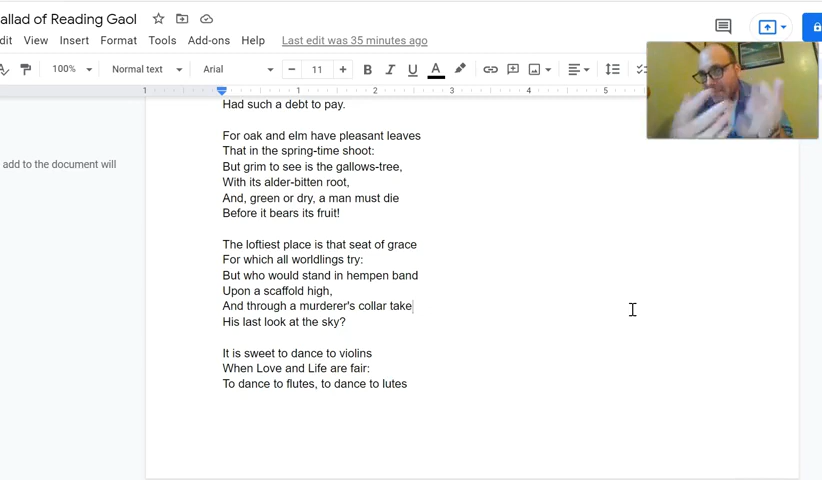 allad of Reading Gaol
dit View Insert Format Tools Add-ons Help Last edit was 35 minutes ago
100% Normal text Arial − 11 + B I U A
1 1 2 3 4 5
add to the document will
Had such a debt to pay.
For oak and elm have pleasant leaves
That in the spring-time shoot:
But grim to see is the gallows-tree,
With its alder-bitten root,
And, green or dry, a man must die
Before it bears its fruit!
The loftiest place is that seat of grace
For which all worldlings try:
But who would stand in hempen band
Upon a scaffold high,
And through a murderer's collar take
His last look at the sky?
It is sweet to dance to violins
When Love and Life are fair:
To dance to flutes, to dance to lutes